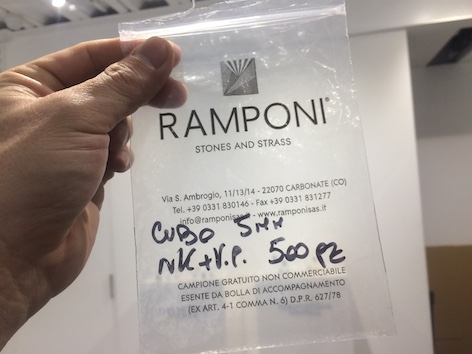 RAMPONI®
STONES AND STRASS
Via S. Ambrogio, 11/13/14 - 22070 CARBONATE (CO)
Tel. +39 0331 830146 - Fax +39 0331 831277
info@ramponisas.it - www.ramponisas.it
CUBO 5MM
NK+V.P. 500 PZ
CAMPIONE GRATUITO NON COMMERCIABILE
ESENTE DA BOLLA DI ACCOMPAGNAMENTO
(EX ART. 4-1 COMMA N. 6) D.P.R. 627/78